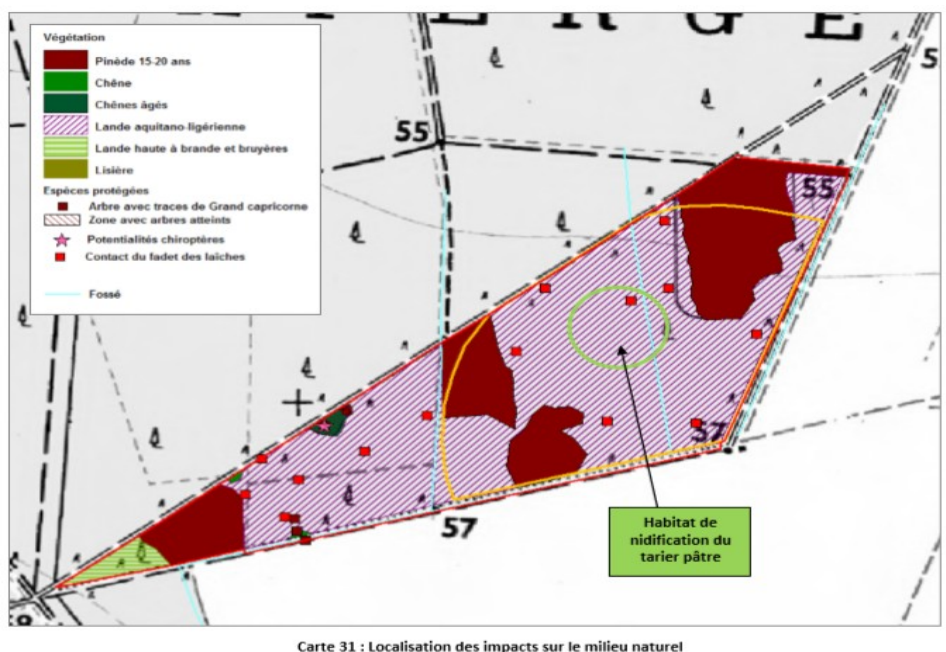 E R G E
Végétation
Pinède 15-20 ans
Chêne
Chênes âgés
Lande aquitano-ligérienne
Lande haute à brande et bruyères
Lisière
Espèces protégées
Arbre avec traces de Grand capricorne
Zone avec arbres atteints
Potentialités chiroptères
Contact du fadet des laîches
Fossé
55
55
57
57
Habitat de
nidification du
tarier pâtre
Carte 31 : Localisation des impacts sur le milieu naturel